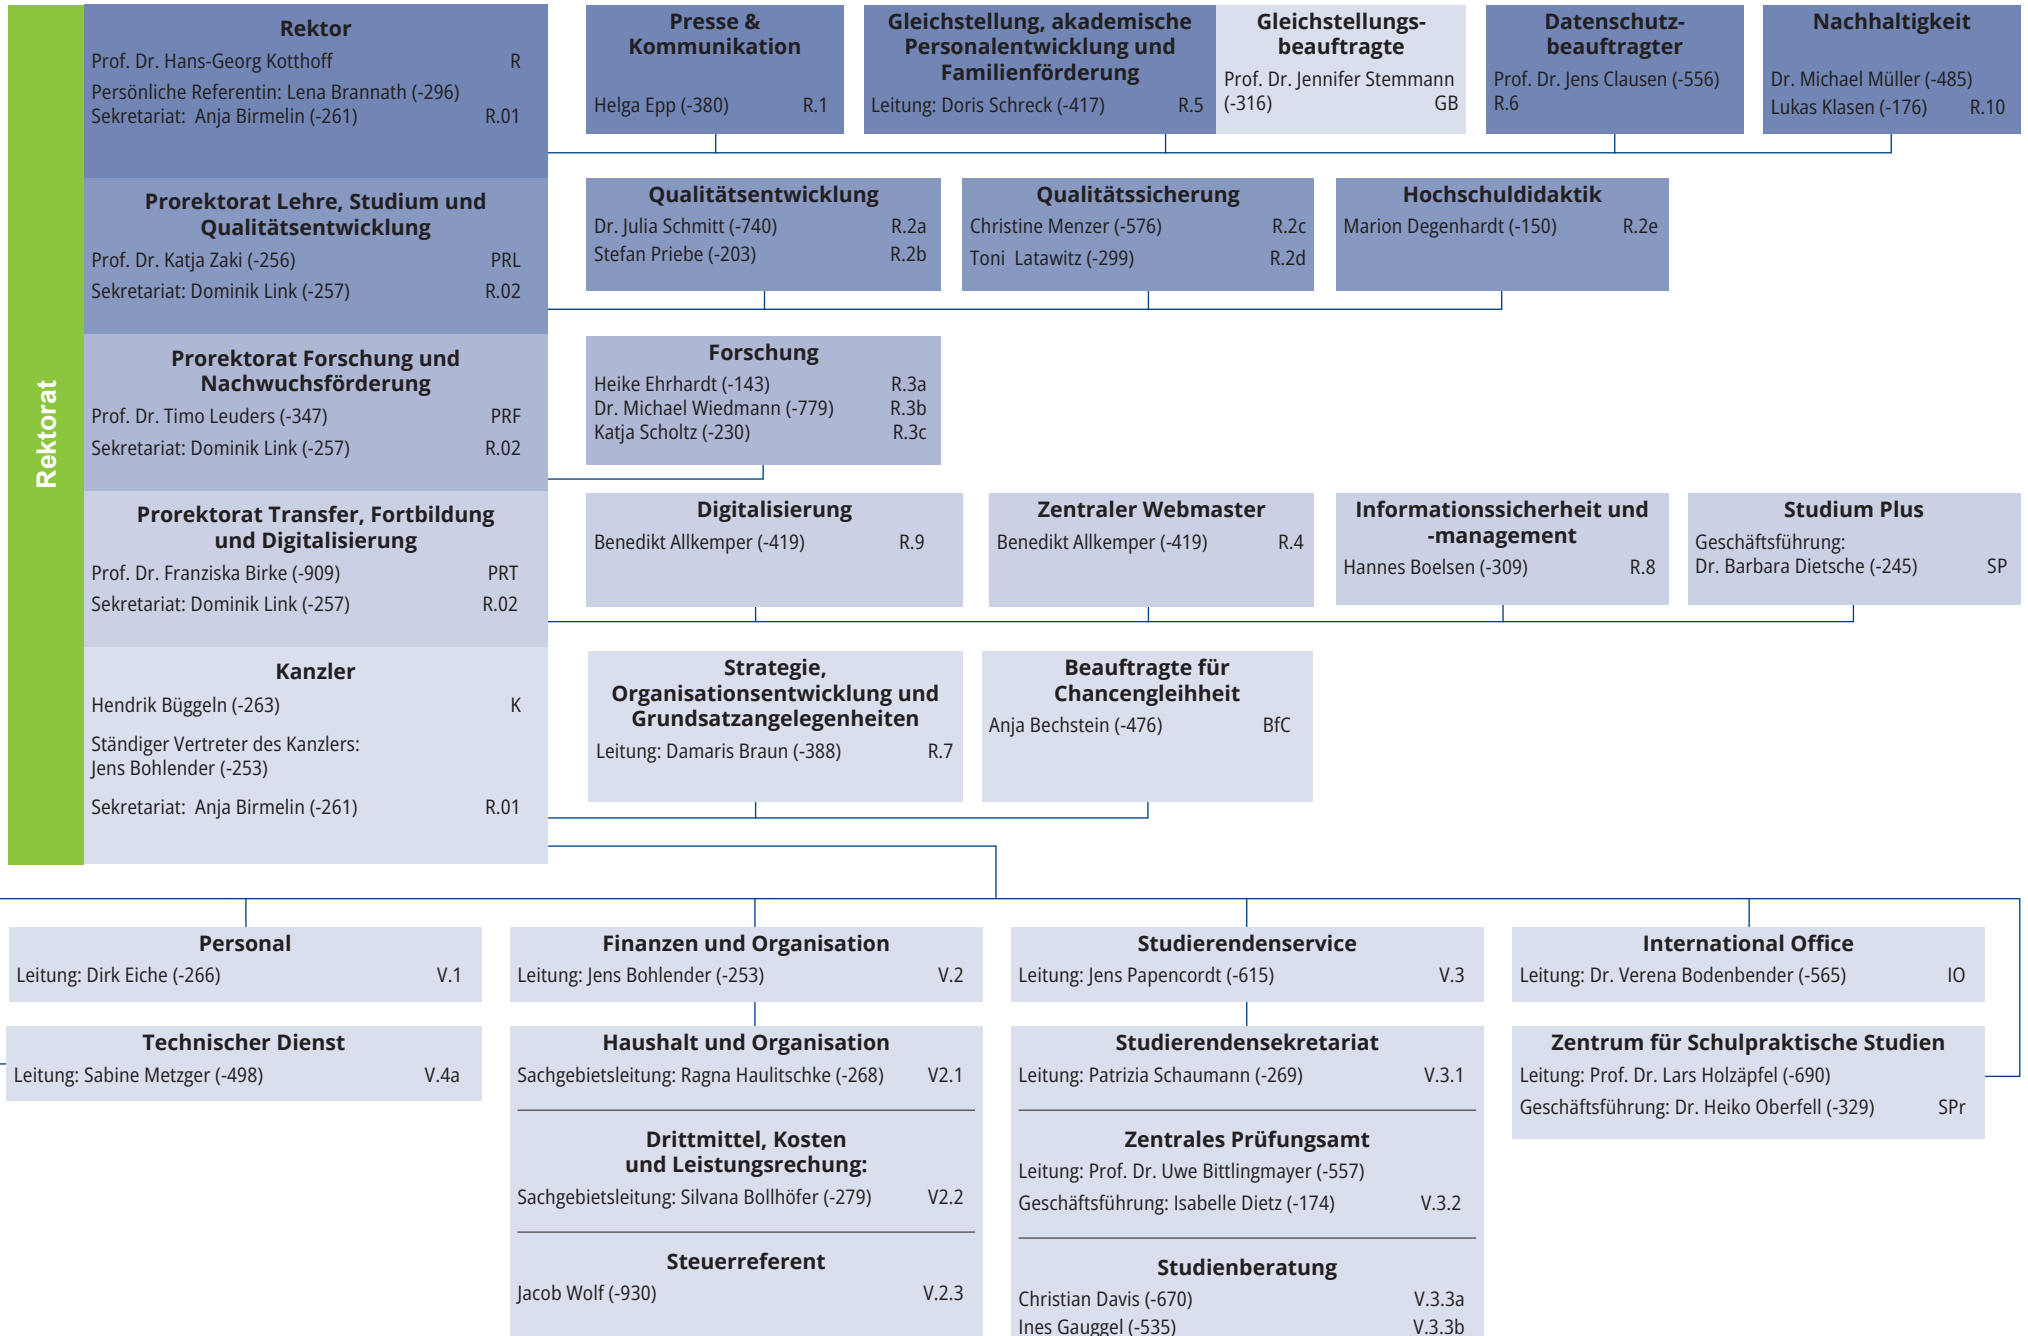 Rektorat
Rektor
Prof. Dr. Hans-Georg Kotthoff R
Persönliche Referentin: Lena Brannath (-296)
Sekretariat: Anja Birmelin (-261) R.01
Presse &
Kommunikation
Helga Epp (-380) R.1
Gleichstellung, akademische
Personalentwicklung und
Familienförderung
Leitung: Doris Schreck (-417) R.5
Gleichstellungs-
beauftragte
Prof. Dr. Jennifer Stemmann
(-316) GB
Datenschutz-
beauftragter
Prof. Dr. Jens Clausen (-556)
R.6
Nachhaltigkeit
Dr. Michael Müller (-485)
Lukas Klasen (-176) R.10
Prorektorat Lehre, Studium und
Qualitätsentwicklung
Prof. Dr. Katja Zaki (-256) PRL
Sekretariat: Dominik Link (-257) R.02
Qualitätsentwicklung
Dr. Julia Schmitt (-740) R.2a
Stefan Priebe (-203) R.2b
Qualitätssicherung
Christine Menzer (-576) R.2c
Toni Latawitz (-299) R.2d
Hochschuldidaktik
Marion Degenhardt (-150) R.2e
Prorektorat Forschung und
Nachwuchsförderung
Prof. Dr. Timo Leuders (-347) PRF
Sekretariat: Dominik Link (-257) R.02
Forschung
Heike Ehrhardt (-143) R.3a
Dr. Michael Wiedmann (-779) R.3b
Katja Scholtz (-230) R.3c
Prorektorat Transfer, Fortbildung
und Digitalisierung
Prof. Dr. Franziska Birke (-909) PRT
Sekretariat: Dominik Link (-257) R.02
Digitalisierung
Benedikt Allkemper (-419) R.9
Zentraler Webmaster
Benedikt Allkemper (-419) R.4
Informationssicherheit und
-management
Hannes Boelsen (-309) R.8
Studium Plus
Geschäftsführung:
Dr. Barbara Dietsche (-245) SP
Kanzler
Hendrik Büggeln (-263) K
Ständiger Vertreter des Kanzlers:
Jens Bohlender (-253)
Sekretariat: Anja Birmelin (-261) R.01
Strategie,
Organisationsentwicklung und
Grundsatzangelegenheiten
Leitung: Damaris Braun (-388) R.7
Beauftragte für
Chancengleihheit
Anja Bechstein (-476) BfC
Personal
Leitung: Dirk Eiche (-266) V.1
Finanzen und Organisation
Leitung: Jens Bohlender (-253) V.2
Studierendenservice
Leitung: Jens Papencordt (-615) V.3
International Office
Leitung: Dr. Verena Bodenbender (-565) IO
Technischer Dienst
Leitung: Sabine Metzger (-498) V.4a
Haushalt und Organisation
Sachgebietsleitung: Ragna Haulitschke (-268) V2.1
Drittmittel, Kosten
und Leistungsrechung:
Sachgebietsleitung: Silvana Bollhöfer (-279) V2.2
Steuerreferent
Jacob Wolf (-930) V.2.3
Studierendensekretariat
Leitung: Patrizia Schaumann (-269) V.3.1
Zentrales Prüfungsamt
Leitung: Prof. Dr. Uwe Bittlingmayer (-557)
Geschäftsführung: Isabelle Dietz (-174) V.3.2
Studienberatung
Christian Davis (-670) V.3.3a
Ines Gauggel (-535) V.3.3b
Zentrum für Schulpraktische Studien
Leitung: Prof. Dr. Lars Holzäpfel (-690)
Geschäftsführung: Dr. Heiko Oberfell (-329) SPr